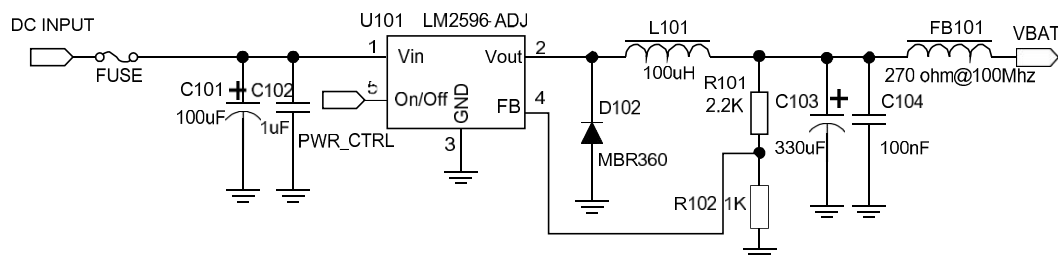 DC INPUT
FUSE
U101
LM2596-ADJ
1
Vin
Vout
2
5
On/Off
GND
FB
4
3
C101
100uF
C102
1uF
PWR_CTRL
D102
MBR360
L101
100uH
R101
2.2K
R102
1K
C103
330uF
C104
100nF
FB101
270 ohm@100Mhz
VBAT